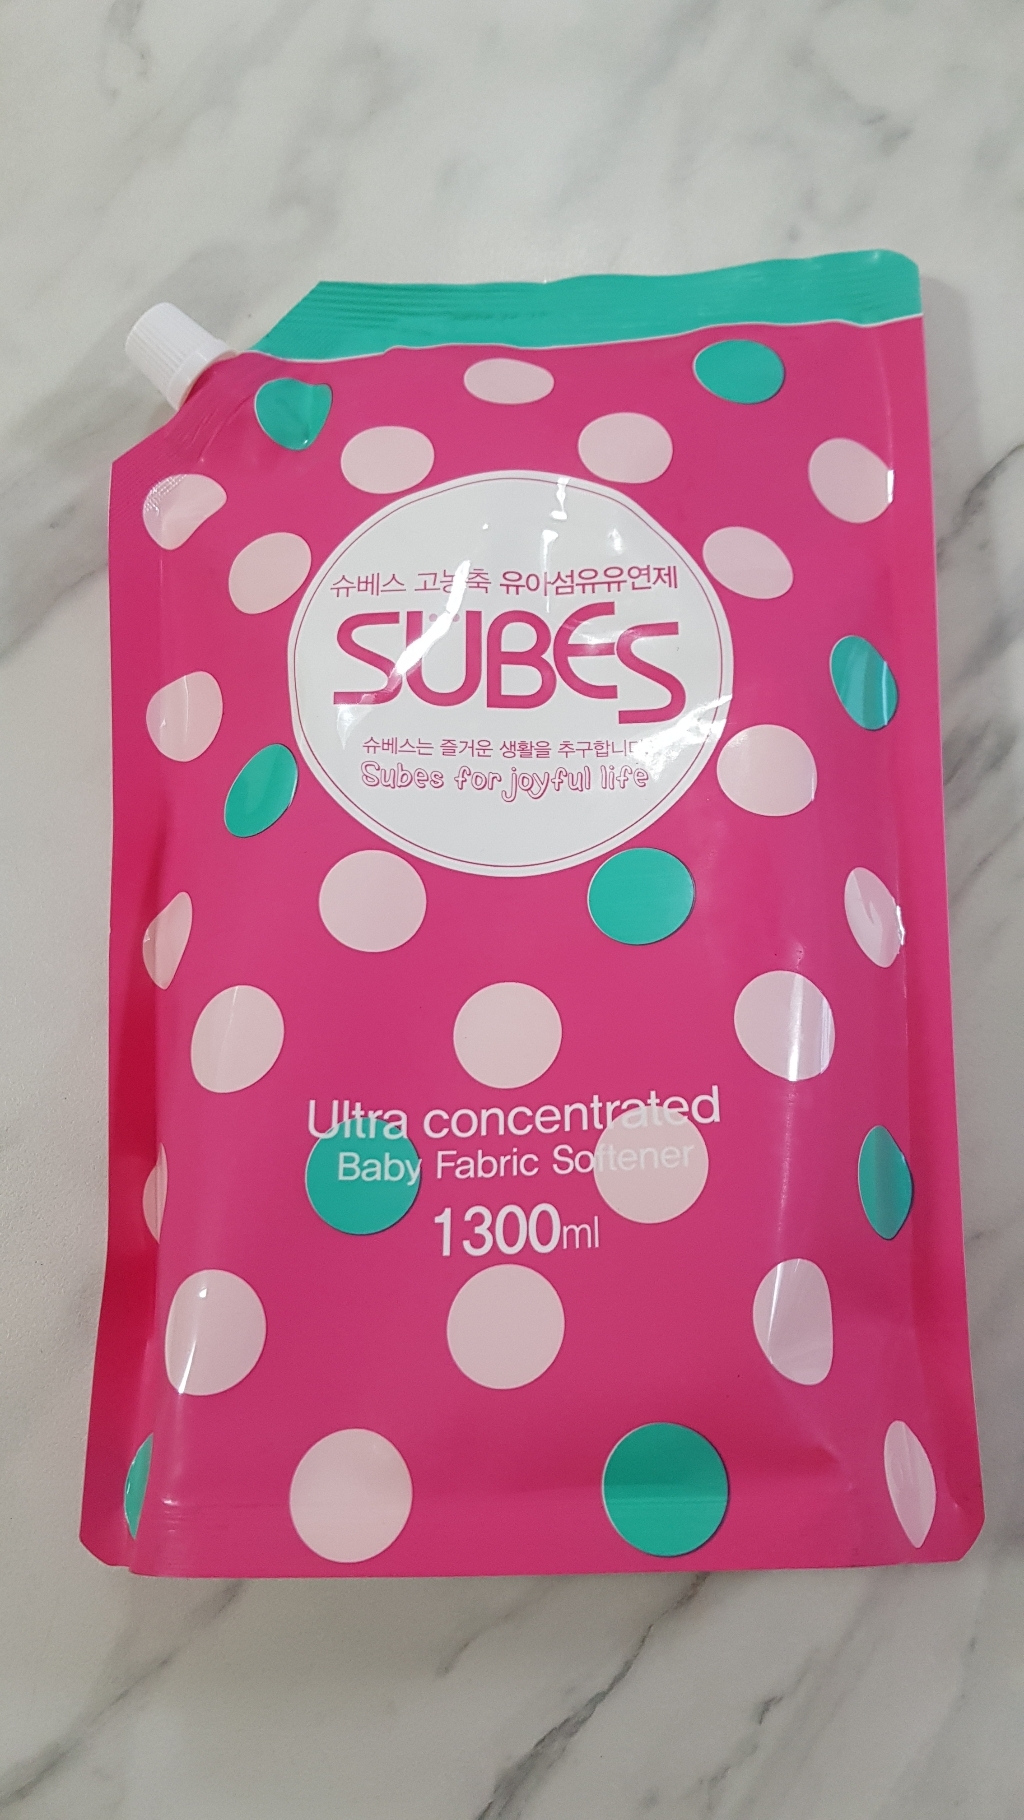 슈베스 고농축 유아섬유유연제
SÜBES
슈베스는 즐거운 생활을 추구합니다.
Subes for joyful life
Ultra concentrated
Baby Fabric Softener
1300ml